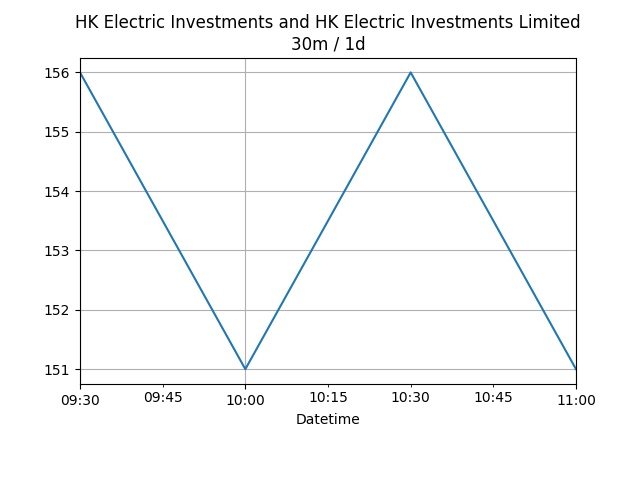 HK Electric Investments and HK Electric Investments Limited
30m / 1d
156
155
154
153
152
151
09:30 09:45 10:00 10:15 10:30 10:45 11:00
Datetime